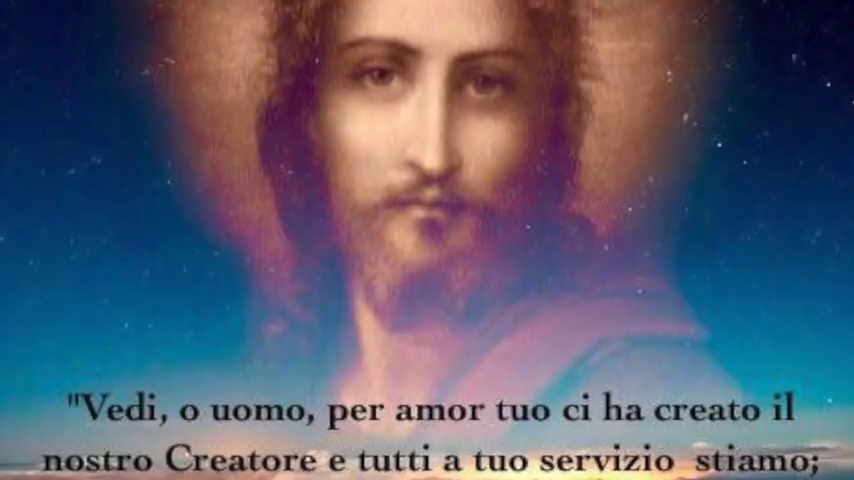 "Vedi, o uomo, per amor tuo ci ha creato il
nostro Creatore e tutti a tuo servizio stiamo;